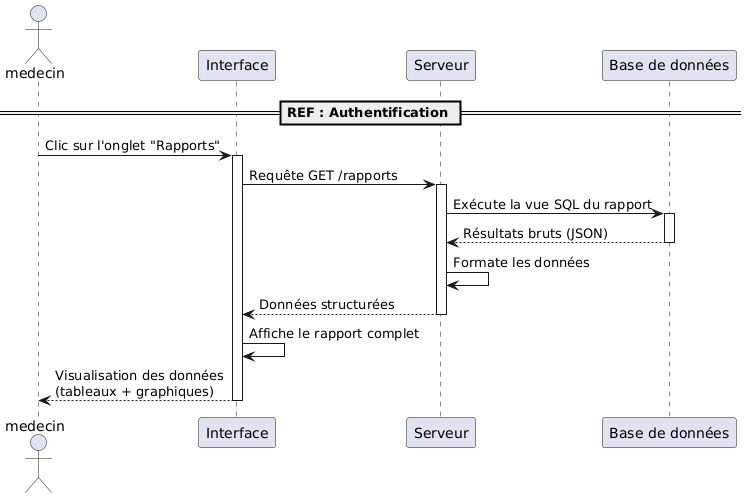 medecin
Interface
Serveur
Base de données
REF : Authentification
Clic sur l'onglet "Rapports"
Requête GET /rapports
Exécute la vue SQL du rapport
Résultats bruts (JSON)
Formate les données
Données structurées
Affiche le rapport complet
Visualisation des données
(tableaux + graphiques)
medecin
Interface
Serveur
Base de données